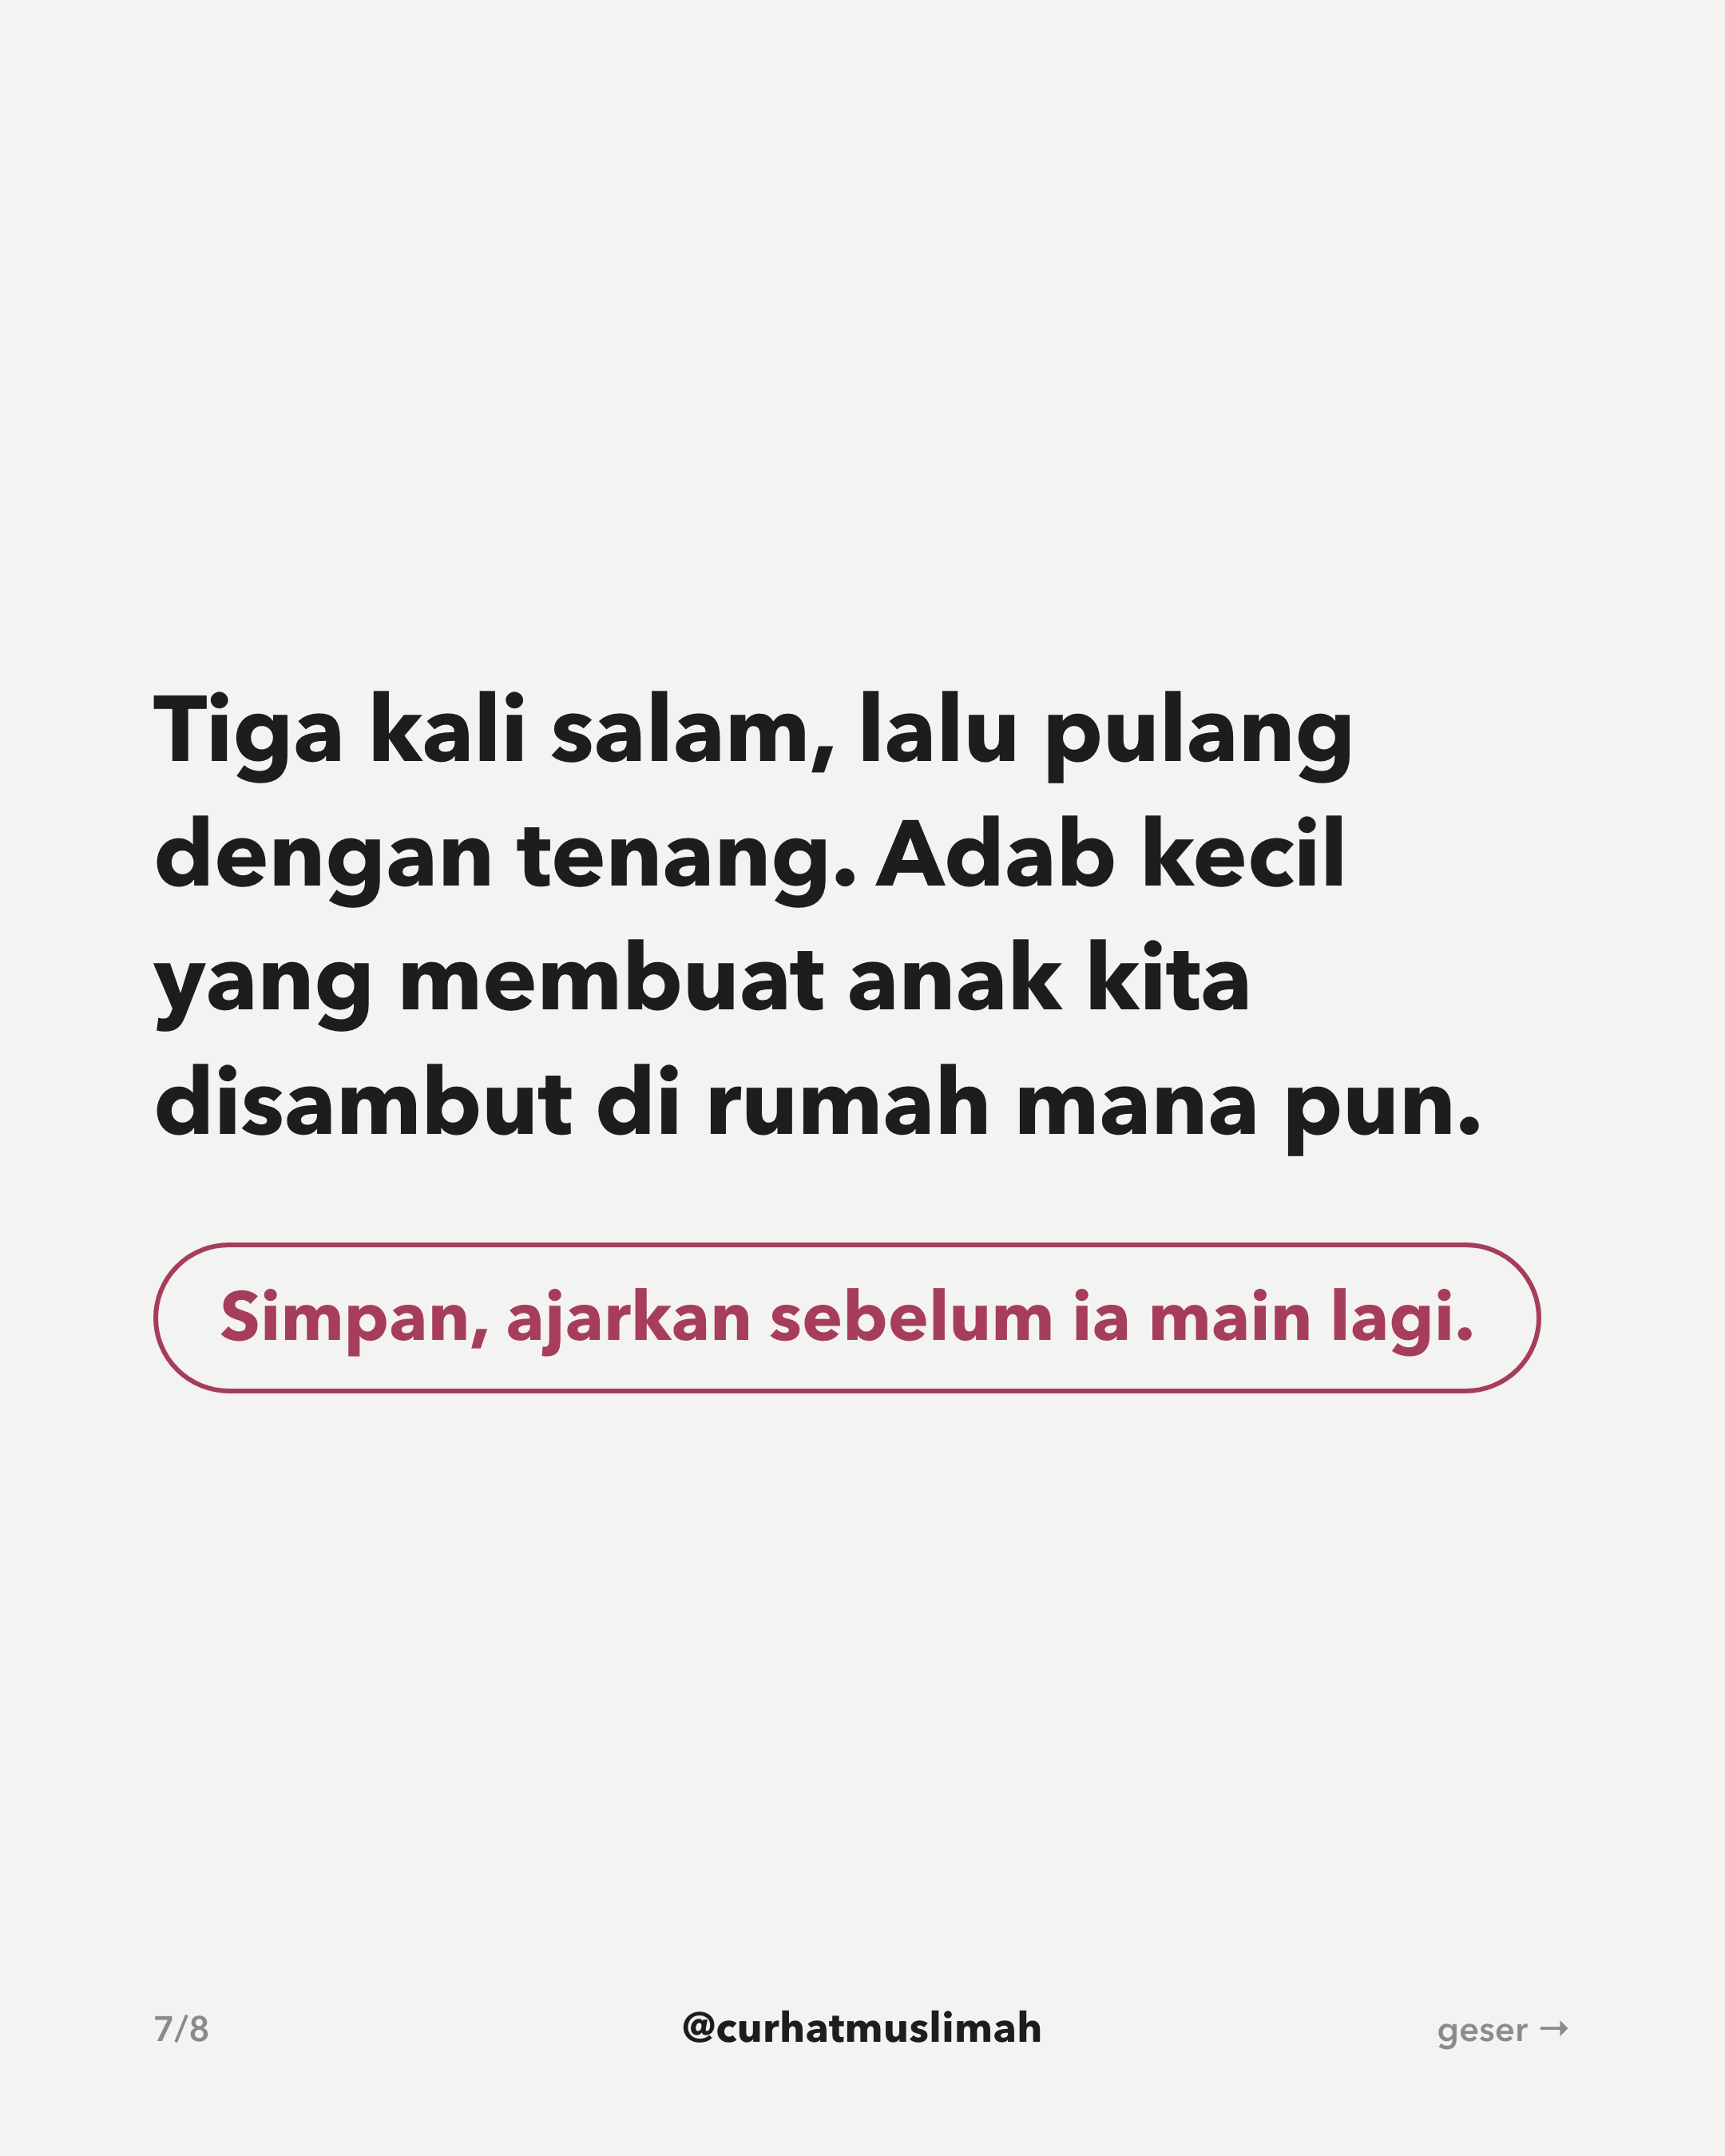 Tiga kali salam, lalu pulang
dengan tenang. Adab kecil
yang membuat anak kita
disambut di rumah mana pun.
Simpan, ajarkan sebelum ia main lagi.
7/8
@curhatmuslimah
geser →